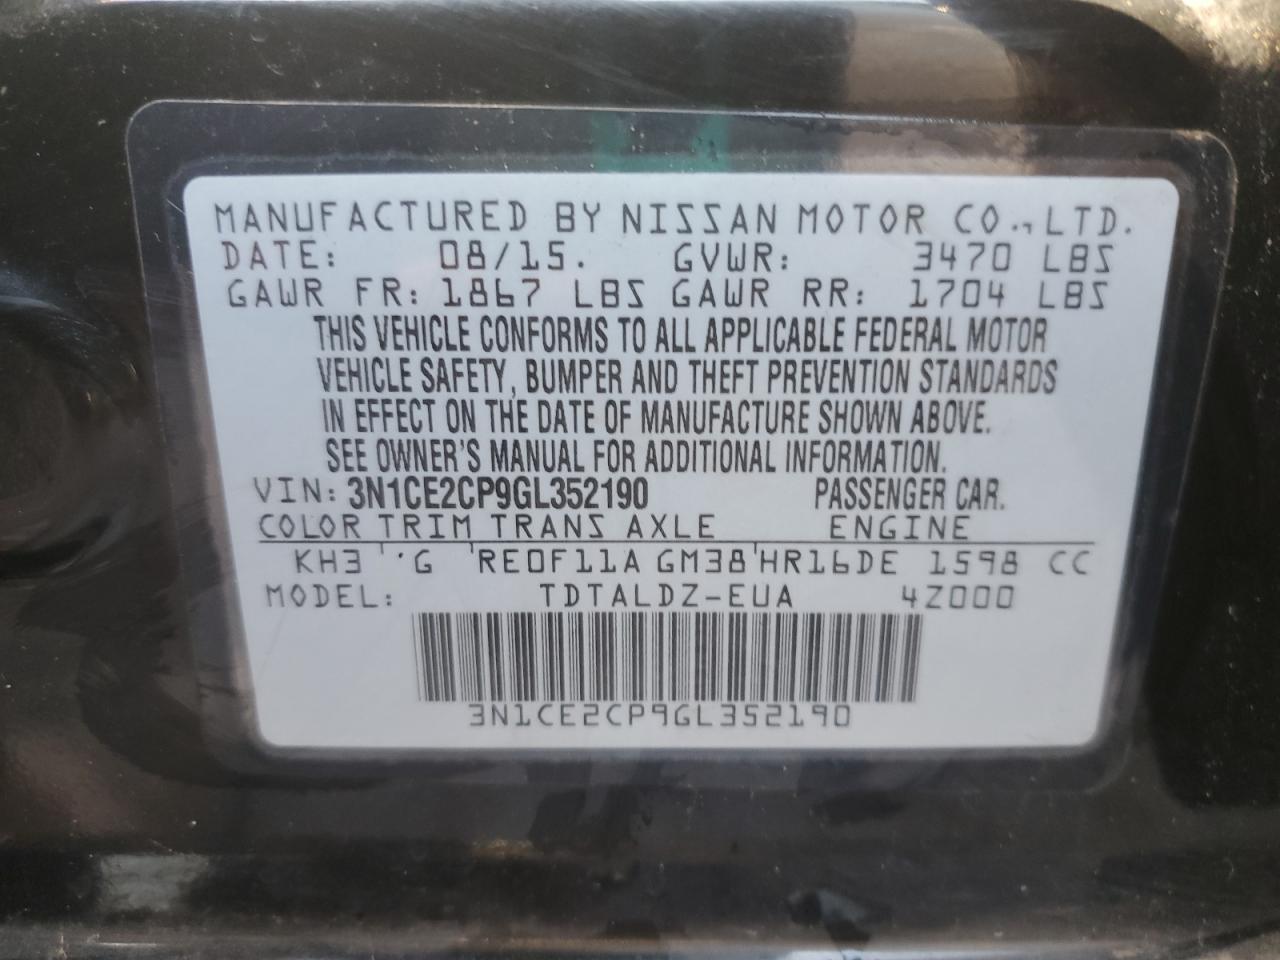 MANUFACTURED BY NISSAN MOTOR CO., LTD.
DATE: 08/15. GVWR: 3470 LBS
GAWR FR: 1867 LBS GAWR RR: 1704 LBS
THIS VEHICLE CONFORMS TO ALL APPLICABLE FEDERAL MOTOR
VEHICLE SAFETY, BUMPER AND THEFT PREVENTION STANDARDS
IN EFFECT ON THE DATE OF MANUFACTURE SHOWN ABOVE.
SEE OWNER'S MANUAL FOR ADDITIONAL INFORMATION.
VIN: 3N1CE2CP9GL352190 PASSENGER CAR.
COLOR TRIM TRANS AXLE ENGINE
KH3 ' 'G 'RE0F11A GM38'HR16DE 1598 CC
MODEL: TDTALDZ-EUA 4Z000
3N1CE2CP9GL352190